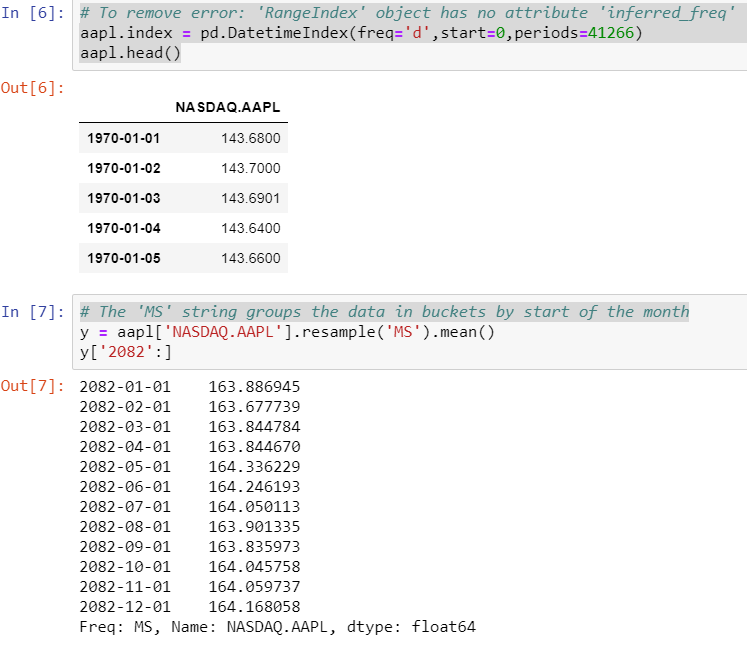 In [6]: # To remove error: 'RangeIndex' object has no attribute 'inferred_freq'
aapl.index = pd.DatetimeIndex(freq='d',start=0,periods=41266)
aapl.head()
Out[6]:
NASDAQ.AAPL
1970-01-01 143.6800
1970-01-02 143.7000
1970-01-03 143.6901
1970-01-04 143.6400
1970-01-05 143.6600
In [7]: # The 'MS' string groups the data in buckets by start of the month
y = aapl['NASDAQ.AAPL'].resample('MS').mean()
y['2082':]
Out[7]: 2082-01-01 163.886945
2082-02-01 163.677739
2082-03-01 163.844784
2082-04-01 163.844670
2082-05-01 164.336229
2082-06-01 164.246193
2082-07-01 164.050113
2082-08-01 163.901335
2082-09-01 163.835973
2082-10-01 164.045758
2082-11-01 164.059737
2082-12-01 164.168058
Freq: MS, Name: NASDAQ.AAPL, dtype: float64